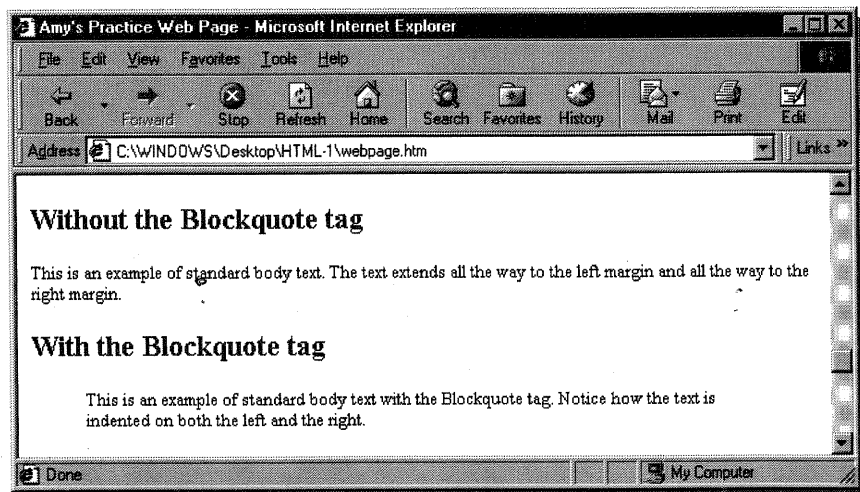 Amy's Practice Web Page - Microsoft Internet Explorer
File Edit View Favorites Tools Help
Back Forward Stop Refresh Home Search Favorites History Mail Print Edit
Address C:\WINDOWS\Desktop\HTML-1\webpage.htm Links »
Without the Blockquote tag
This is an example of standard body text. The text extends all the way to the left margin and all the way to the
right margin.
With the Blockquote tag
This is an example of standard body text with the Blockquote tag. Notice how the text is
indented on both the left and the right.
Done My Computer